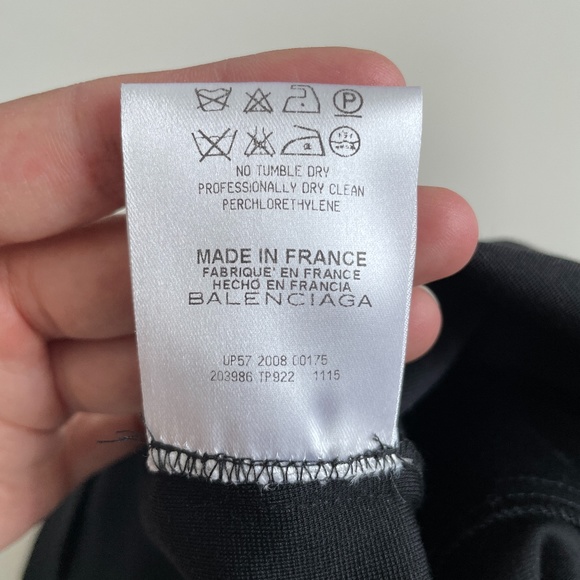 P
NO TUMBLE DRY
PROFESSIONALLY DRY CLEAN
PERCHLORETHYLENE
MADE IN FRANCE
FABRIQUE' EN FRANCE
HECHO EN FRANCIA
BALENCIAGA
UP57 2008 00175
203986 TP922 1115